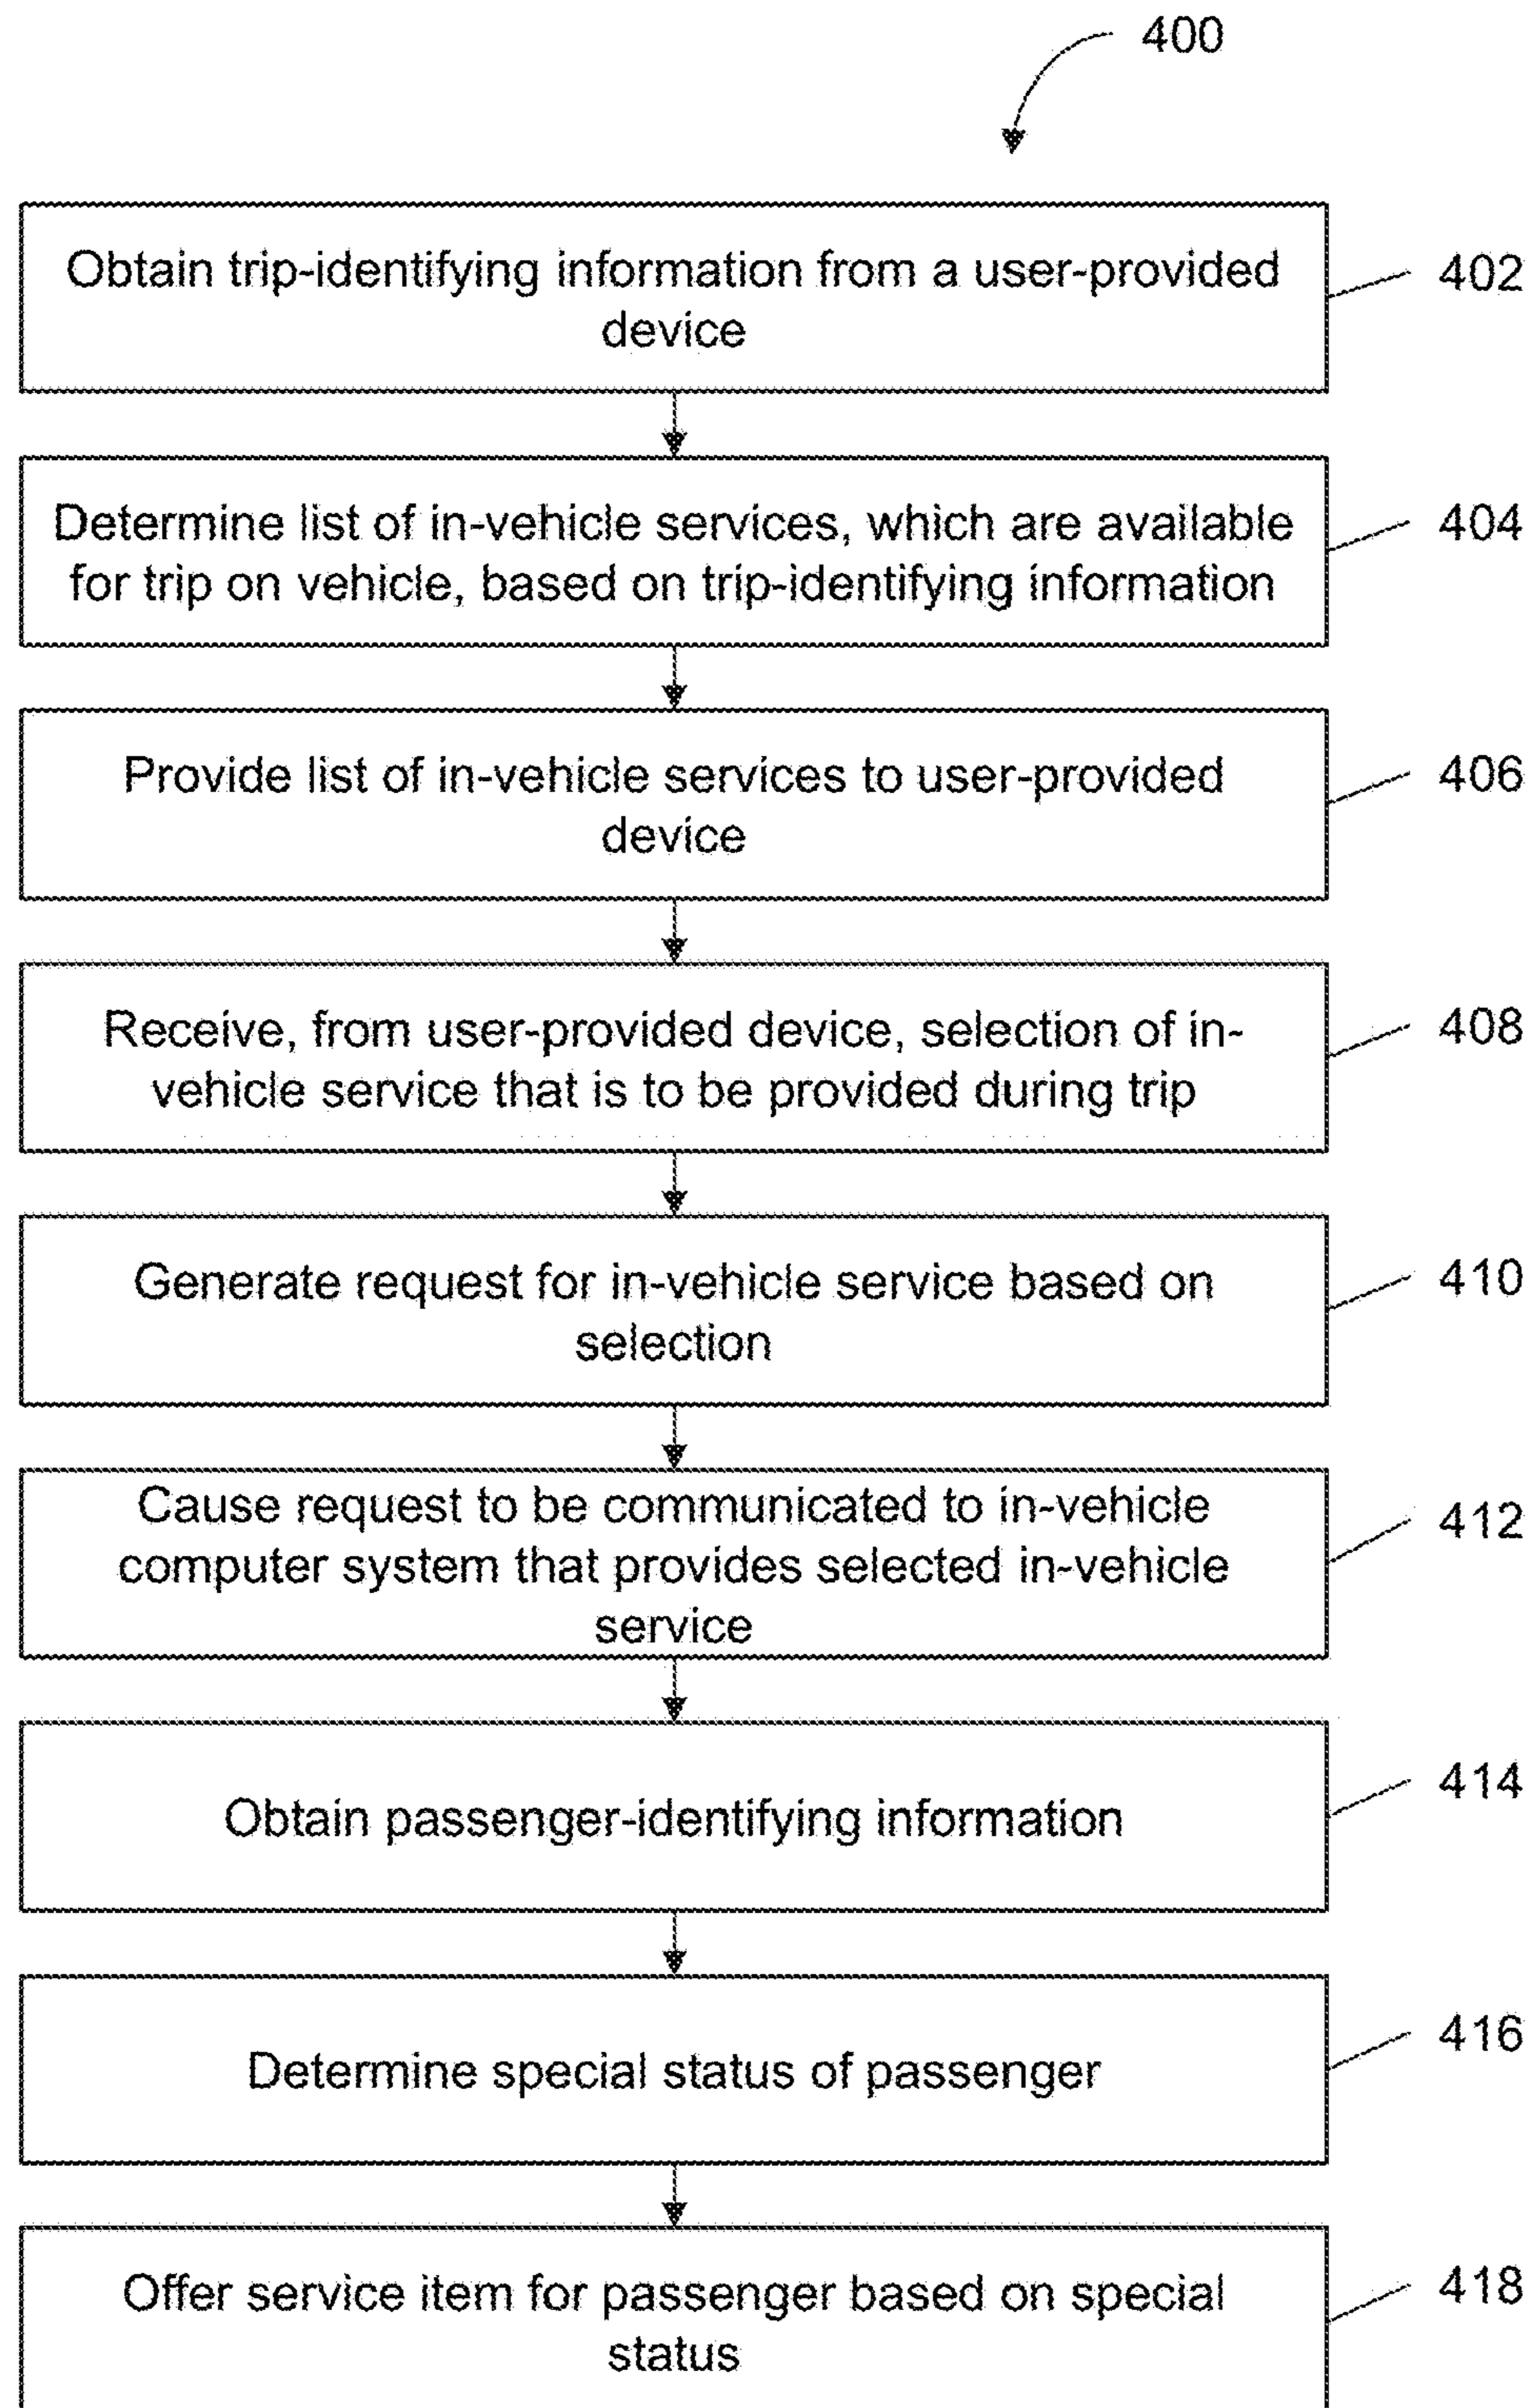 400
Obtain trip-identifying information from a user-provided
device
402
Determine list of in-vehicle services, which are available
for trip on vehicle, based on trip-identifying information
404
Provide list of in-vehicle services to user-provided
device
406
Receive, from user-provided device, selection of in-
vehicle service that is to be provided during trip
408
Generate request for in-vehicle service based on
selection
410
Cause request to be communicated to in-vehicle
computer system that provides selected in-vehicle
service
412
Obtain passenger-identifying information
414
Determine special status of passenger
416
Offer service item for passenger based on special
status
418